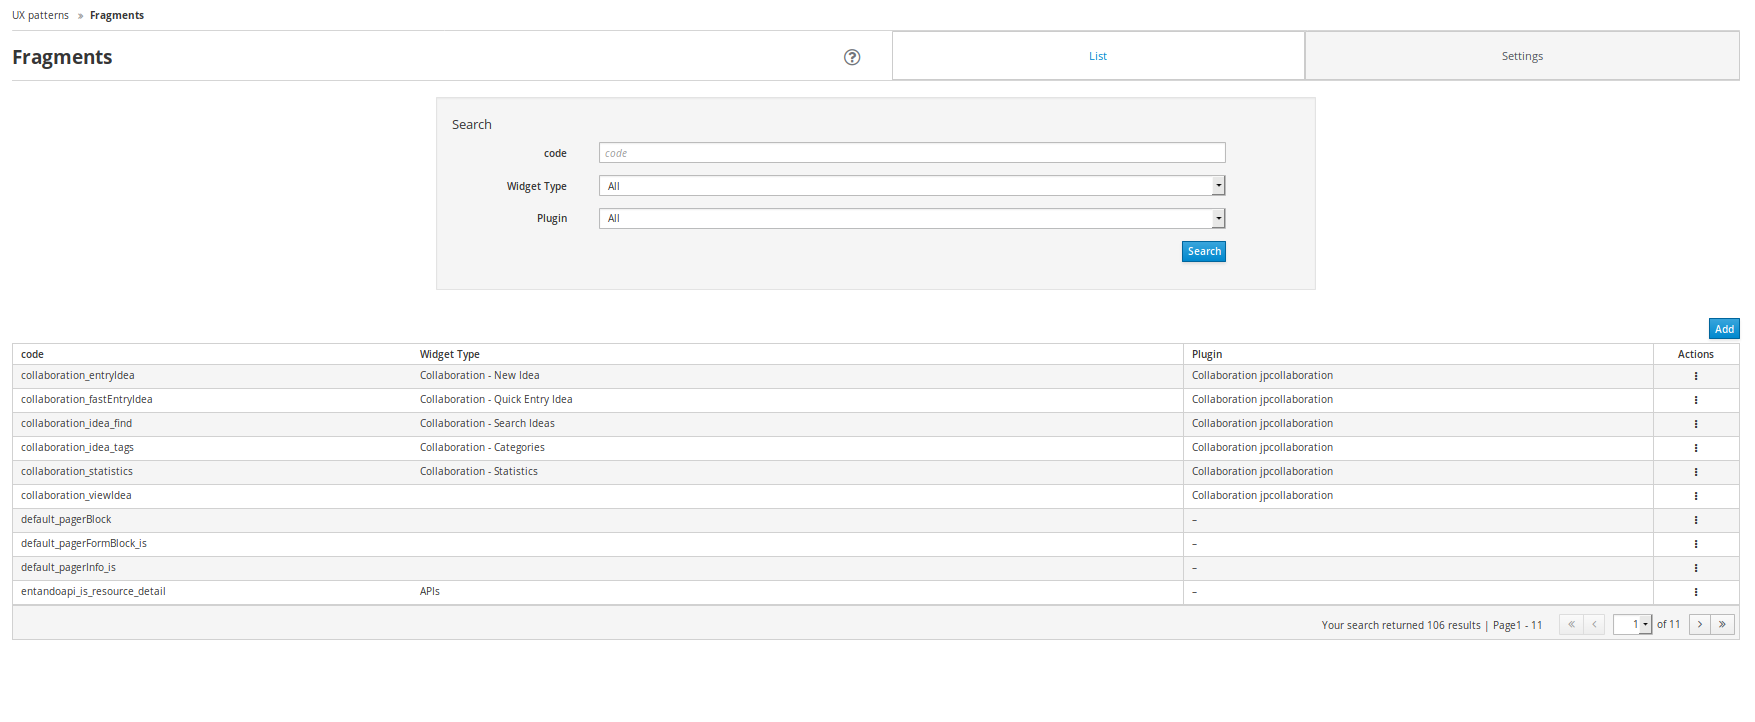 UX patterns » Fragments
Fragments ? List Settings
Search
code code
Widget Type All
Plugin All
Search
Add
code Widget Type Plugin Actions
collaboration_entryIdea Collaboration - New Idea Collaboration jpcollaboration
collaboration_fastEntryIdea Collaboration - Quick Entry Idea Collaboration jpcollaboration
collaboration_idea_find Collaboration - Search Ideas Collaboration jpcollaboration
collaboration_idea_tags Collaboration - Categories Collaboration jpcollaboration
collaboration_statistics Collaboration - Statistics Collaboration jpcollaboration
collaboration_viewIdea Collaboration jpcollaboration
default_pagerBlock –
default_pagerFormBlock_is –
default_pagerInfo_is –
entandoapi_is_resource_detail APIs –
Your search returned 106 results | Page1 - 11 « ‹ 1 of 11 › »